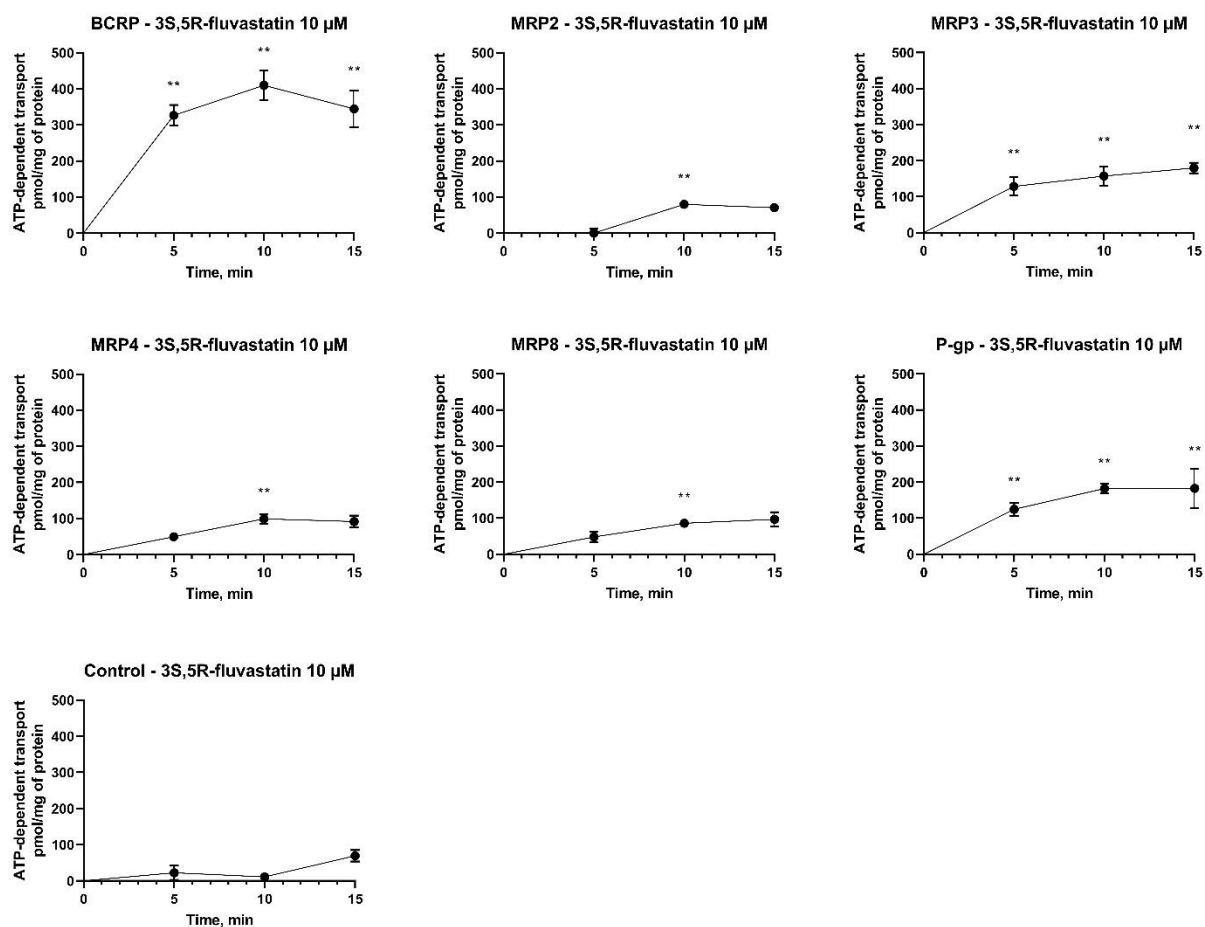 BCRP - 3S,5R-fluvastatin 10 µM
ATP-dependent transport
pmol/mg of protein
500
400
300
200
100
0
**
**
**
0
5
10
15
Time, min
MRP2 - 3S,5R-fluvastatin 10 µM
ATP-dependent transport
pmol/mg of protein
500
400
300
200
100
0
**
0
5
10
15
Time, min
MRP3 - 3S,5R-fluvastatin 10 µM
ATP-dependent transport
pmol/mg of protein
500
400
300
200
100
0
**
**
**
0
5
10
15
Time, min
MRP4 - 3S,5R-fluvastatin 10 µM
ATP-dependent transport
pmol/mg of protein
500
400
300
200
100
0
**
0
5
10
15
Time, min
MRP8 - 3S,5R-fluvastatin 10 µM
ATP-dependent transport
pmol/mg of protein
500
400
300
200
100
0
**
0
5
10
15
Time, min
P-gp - 3S,5R-fluvastatin 10 µM
ATP-dependent transport
pmol/mg of protein
500
400
300
200
100
0
**
**
**
0
5
10
15
Time, min
Control - 3S,5R-fluvastatin 10 µM
ATP-dependent transport
pmol/mg of protein
500
400
300
200
100
0
0
5
10
15
Time, min